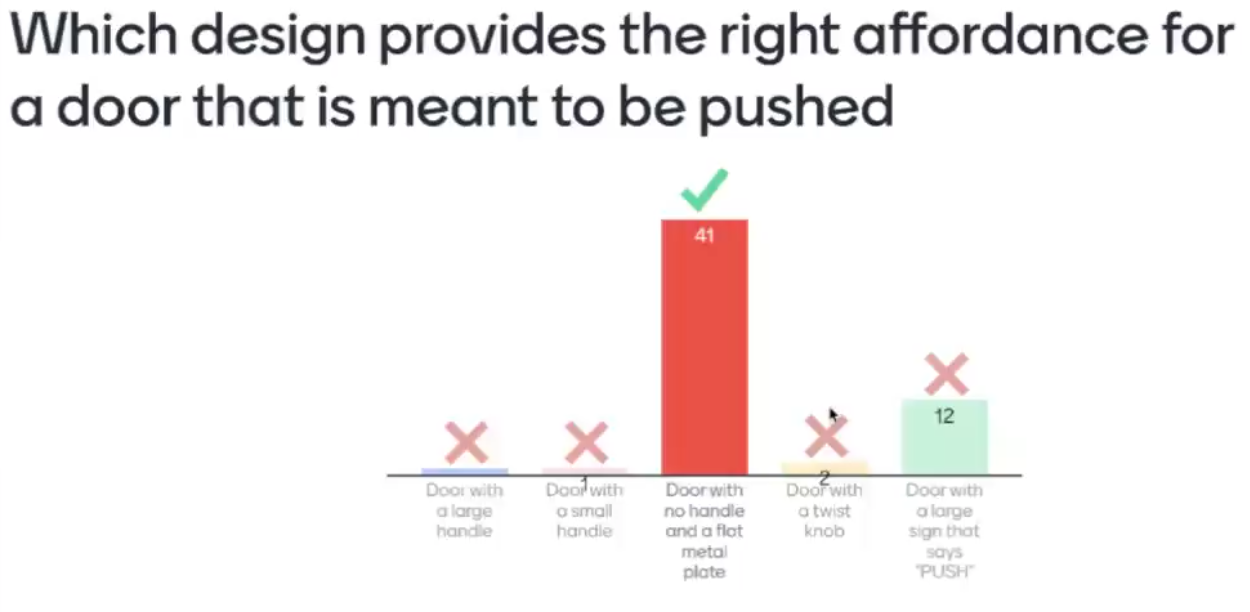 Which design provides the right affordance for
a door that is meant to be pushed
41
12
1
2
Door with
a large
handle
Door with
a small
handle
Door with
no handle
and a flat
metal
plate
Door with
a twist
knob
Door with
a large
sign that
says
"PUSH"